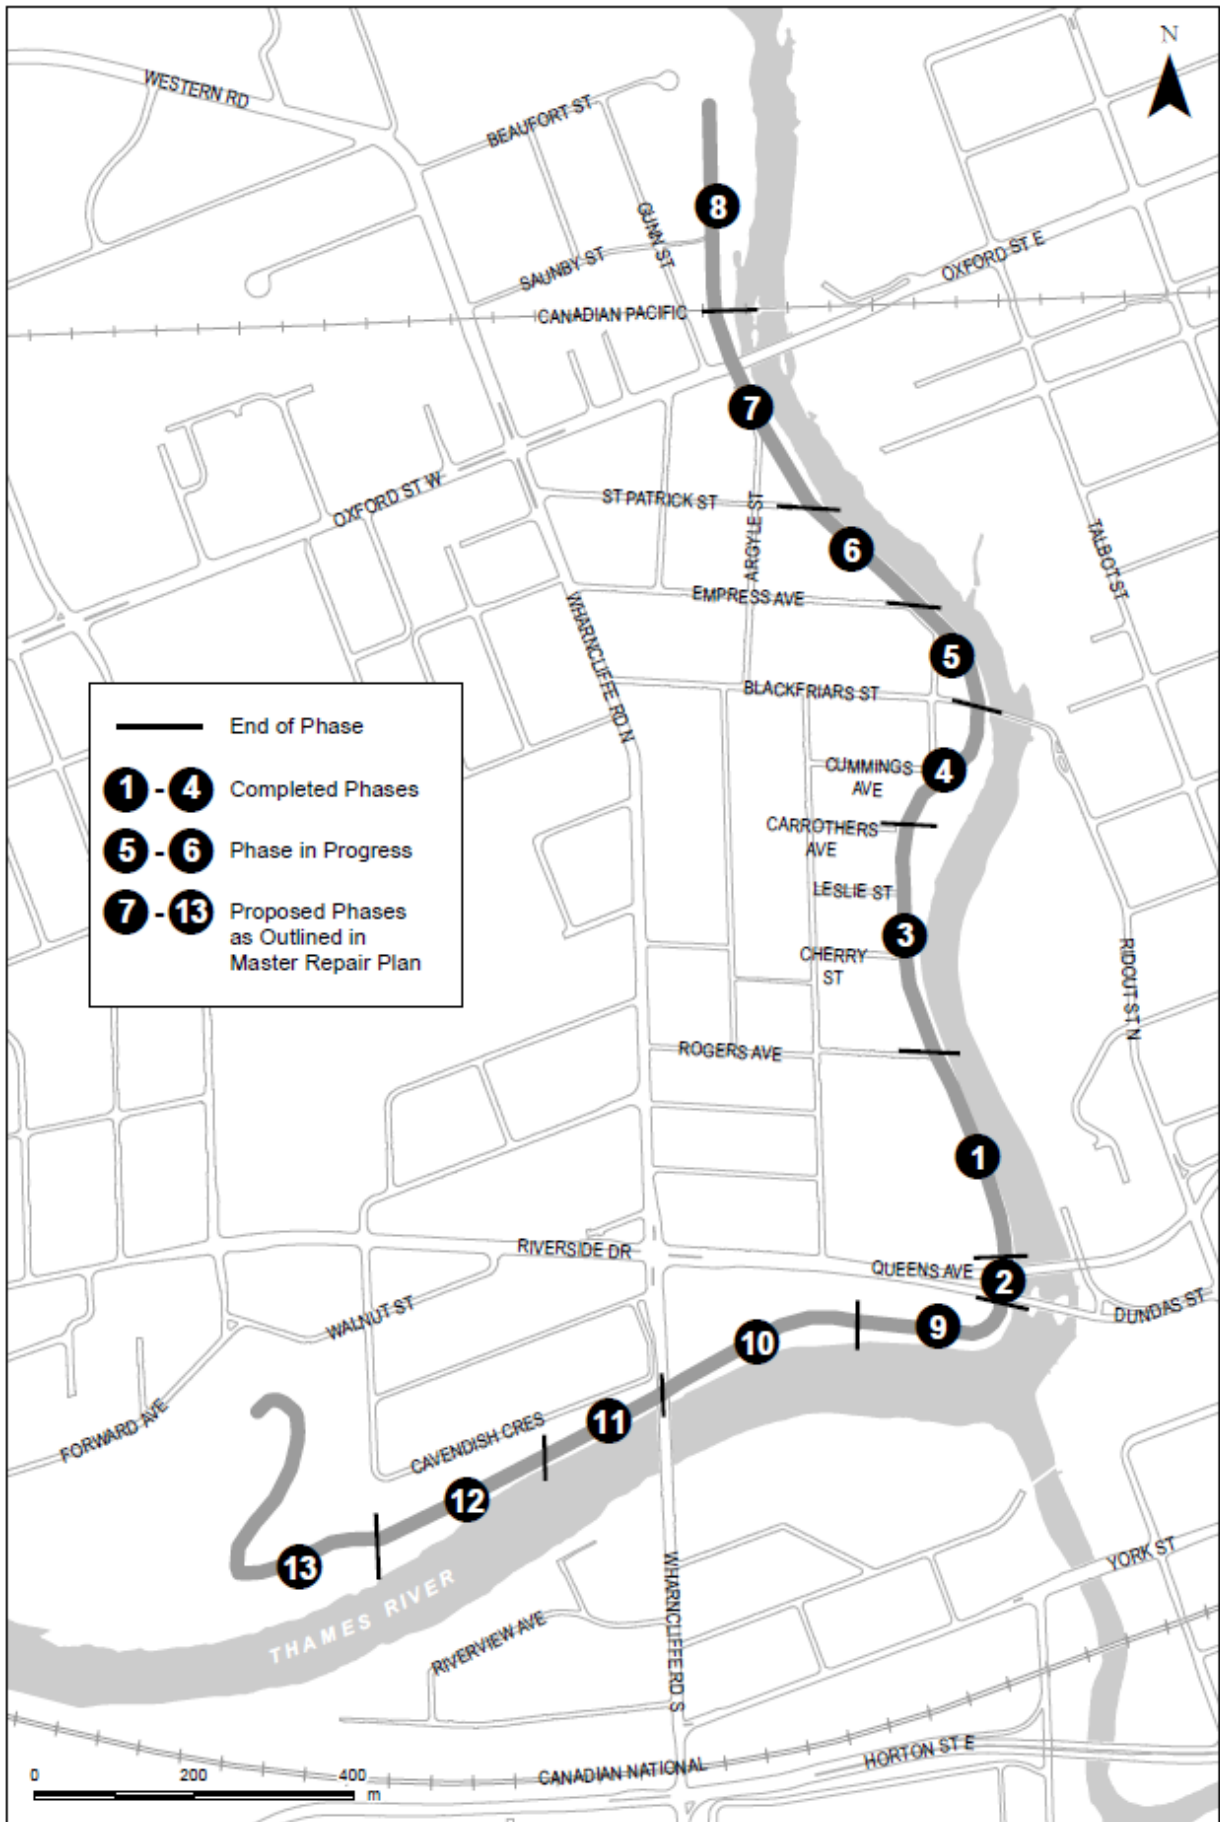 N
WESTERN RD
BEAUFORT ST
8
GUNN ST
SAUNBY ST
OXFORD ST E
CANADIAN PACIFIC
7
OXFORD ST W
ST PATRICK ST
ARGYLE ST
6
TALBOT ST
EMPRESS AVE
WHARNCLIFFE RD N
5
BLACKFRIARS ST
End of Phase
1 - 4 Completed Phases
5 - 6 Phase in Progress
7 - 13 Proposed Phases
as Outlined in
Master Repair Plan
CUMMINGS
AVE
4
CARROTHERS
AVE
LESLIE ST
3
CHERRY
ST
RIDOUT ST N
ROGERS AVE
1
RIVERSIDE DR
QUEENS AVE
2
DUNDAS ST
WALNUT ST
9
10
11
FORWARD AVE
CAVENDISH CRES
12
13
THAMES RIVER
YORK ST
RIVERVIEW AVE
WHARNCLIFFE RD S
HORTON ST E
CANADIAN NATIONAL
0 200 400
m